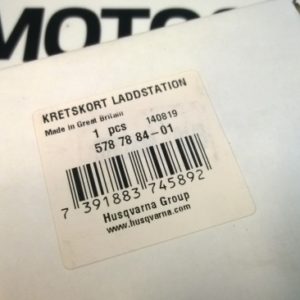 KRETSKORT LADDSTATION
Made in Great Britain
1 pcs 140819
578 78 84-01
7 391883 745892
Husqvarna Group
www.husqvarna.com